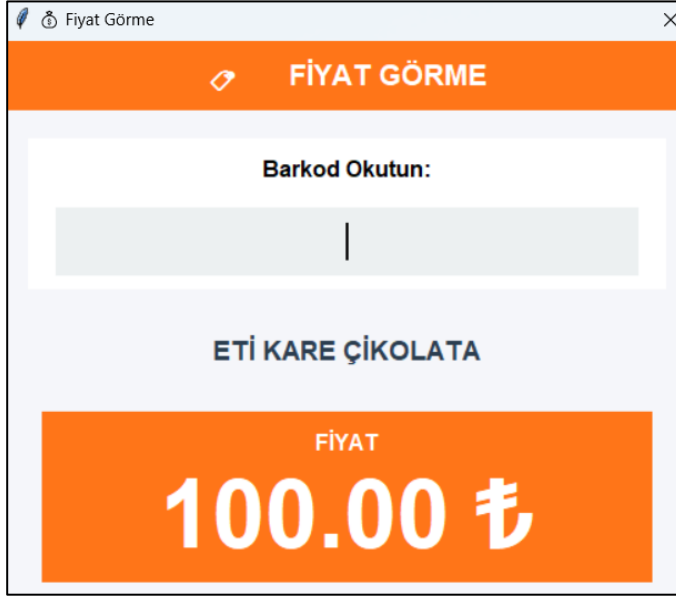 Fiyat Görme
FİYAT GÖRME
Barkod Okutun:
ETİ KARE ÇİKOLATA
FİYAT
100.00 ₺